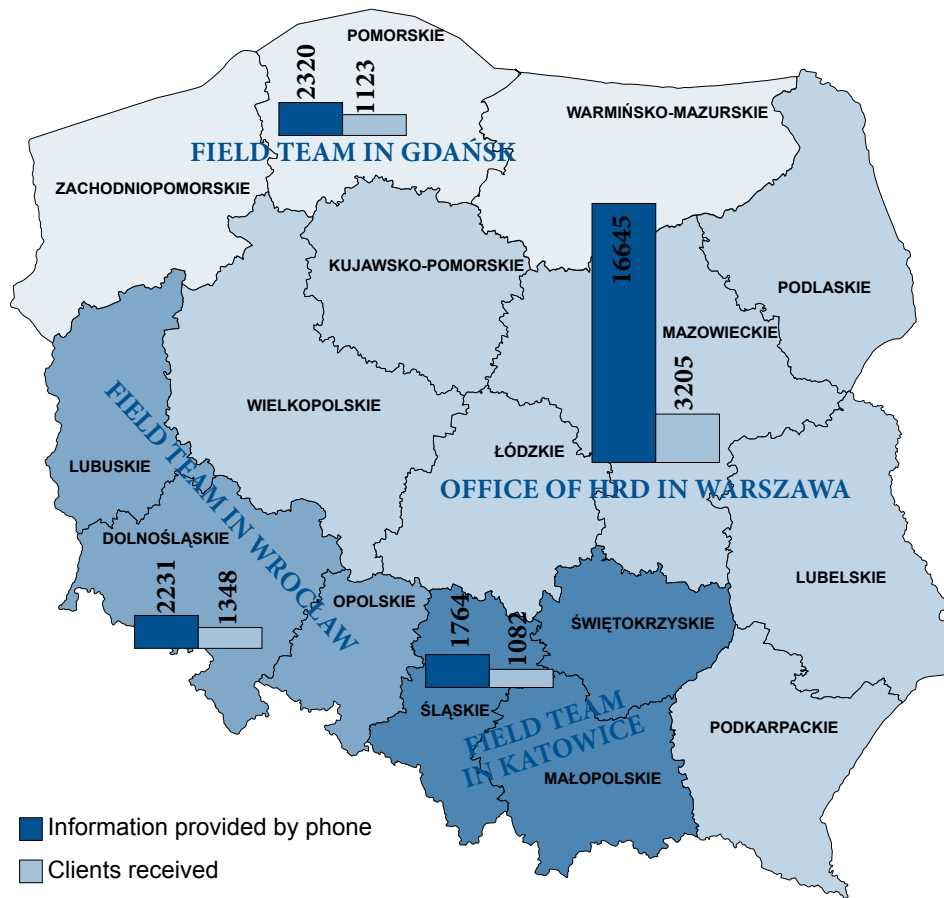 POMORSKIE
2320
1123
WARMIŃSKO-MAZURSKIE
FIELD TEAM IN GDAŃSK
ZACHODNIOPOMORSKIE
KUJAWSKO-POMORSKIE
16645
PODLASKIE
MAZOWIECKIE
3205
WIELKOPOLSKIE
ŁÓDZKIE
LUBUSKIE
FIELD TEAM IN WROCŁAW
OFFICE OF HRD IN WARSZAWA
DOLNOŚLĄSKIE
2231
1348
OPOLSKIE
1764
1082
LUBELSKIE
ŚWIĘTOKRZYSKIE
ŚLĄSKIE
FIELD TEAM
IN KATOWICE
PODKARPACKIE
MAŁOPOLSKIE
Information provided by phone
Clients received